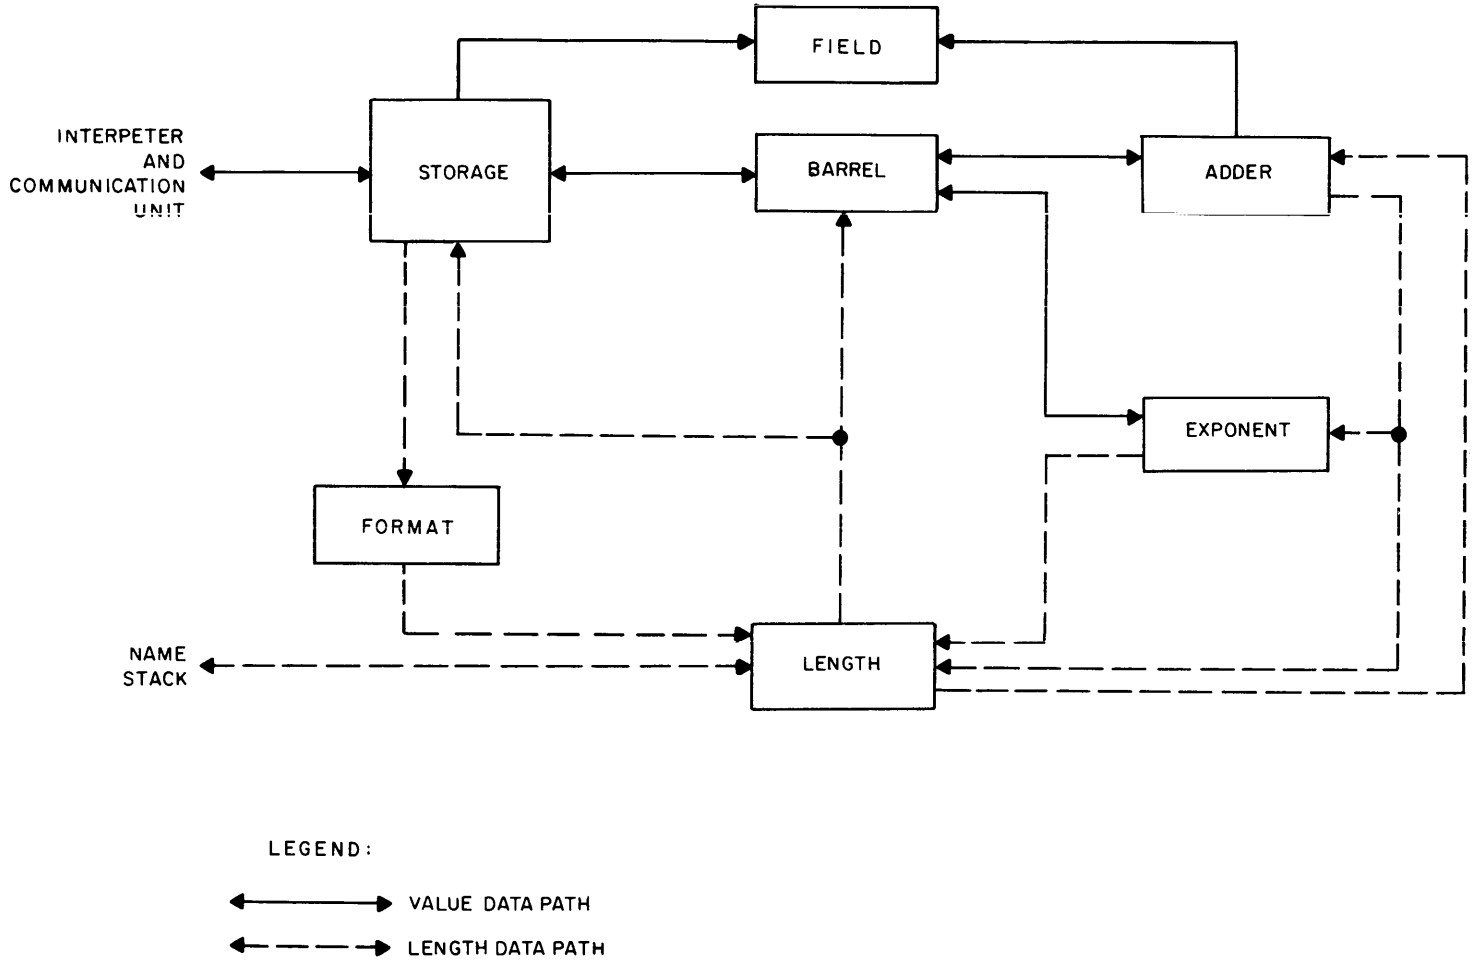 FIELD
INTERPETER
AND
COMMUNICATION
UNIT
STORAGE
BARREL
ADDER
EXPONENT
FORMAT
NAME
STACK
LENGTH
LEGEND:
VALUE DATA PATH
LENGTH DATA PATH